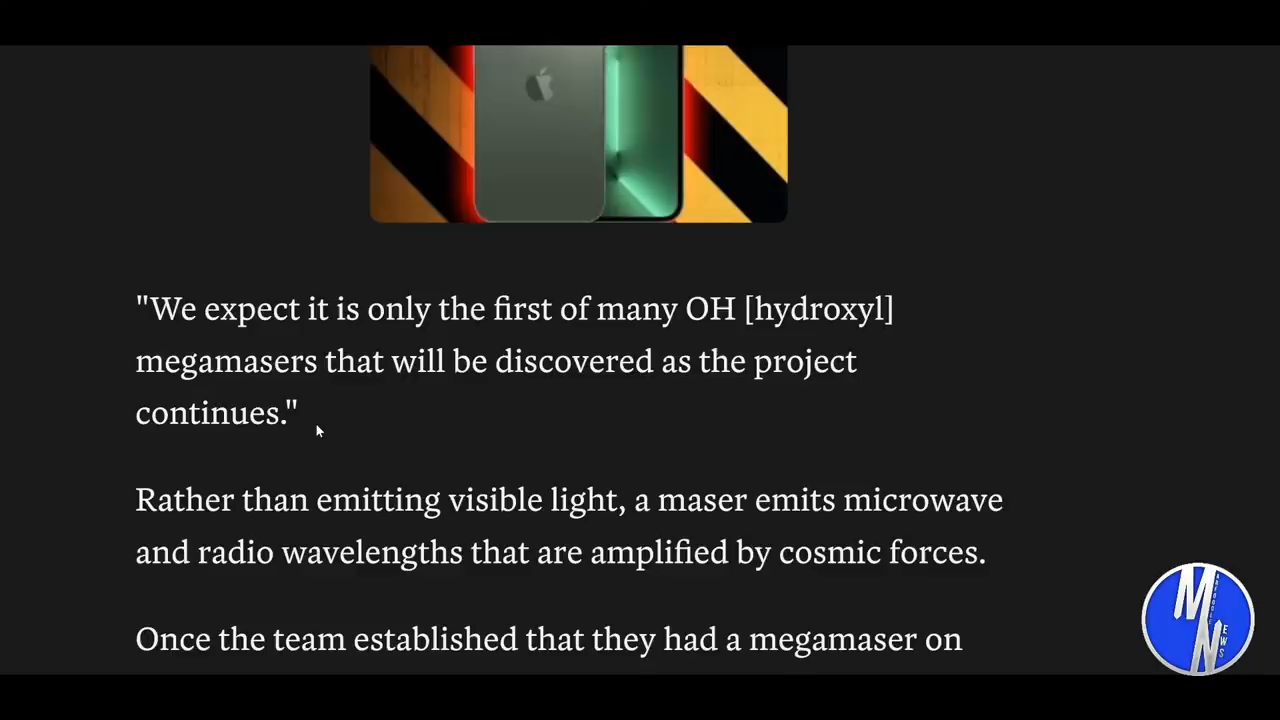 "We expect it is only the first of many OH [hydroxyl]
megamasers that will be discovered as the project
continues."
Rather than emitting visible light, a maser emits microwave
and radio wavelengths that are amplified by cosmic forces.
Once the team established that they had a megamaser on
MN
EWS